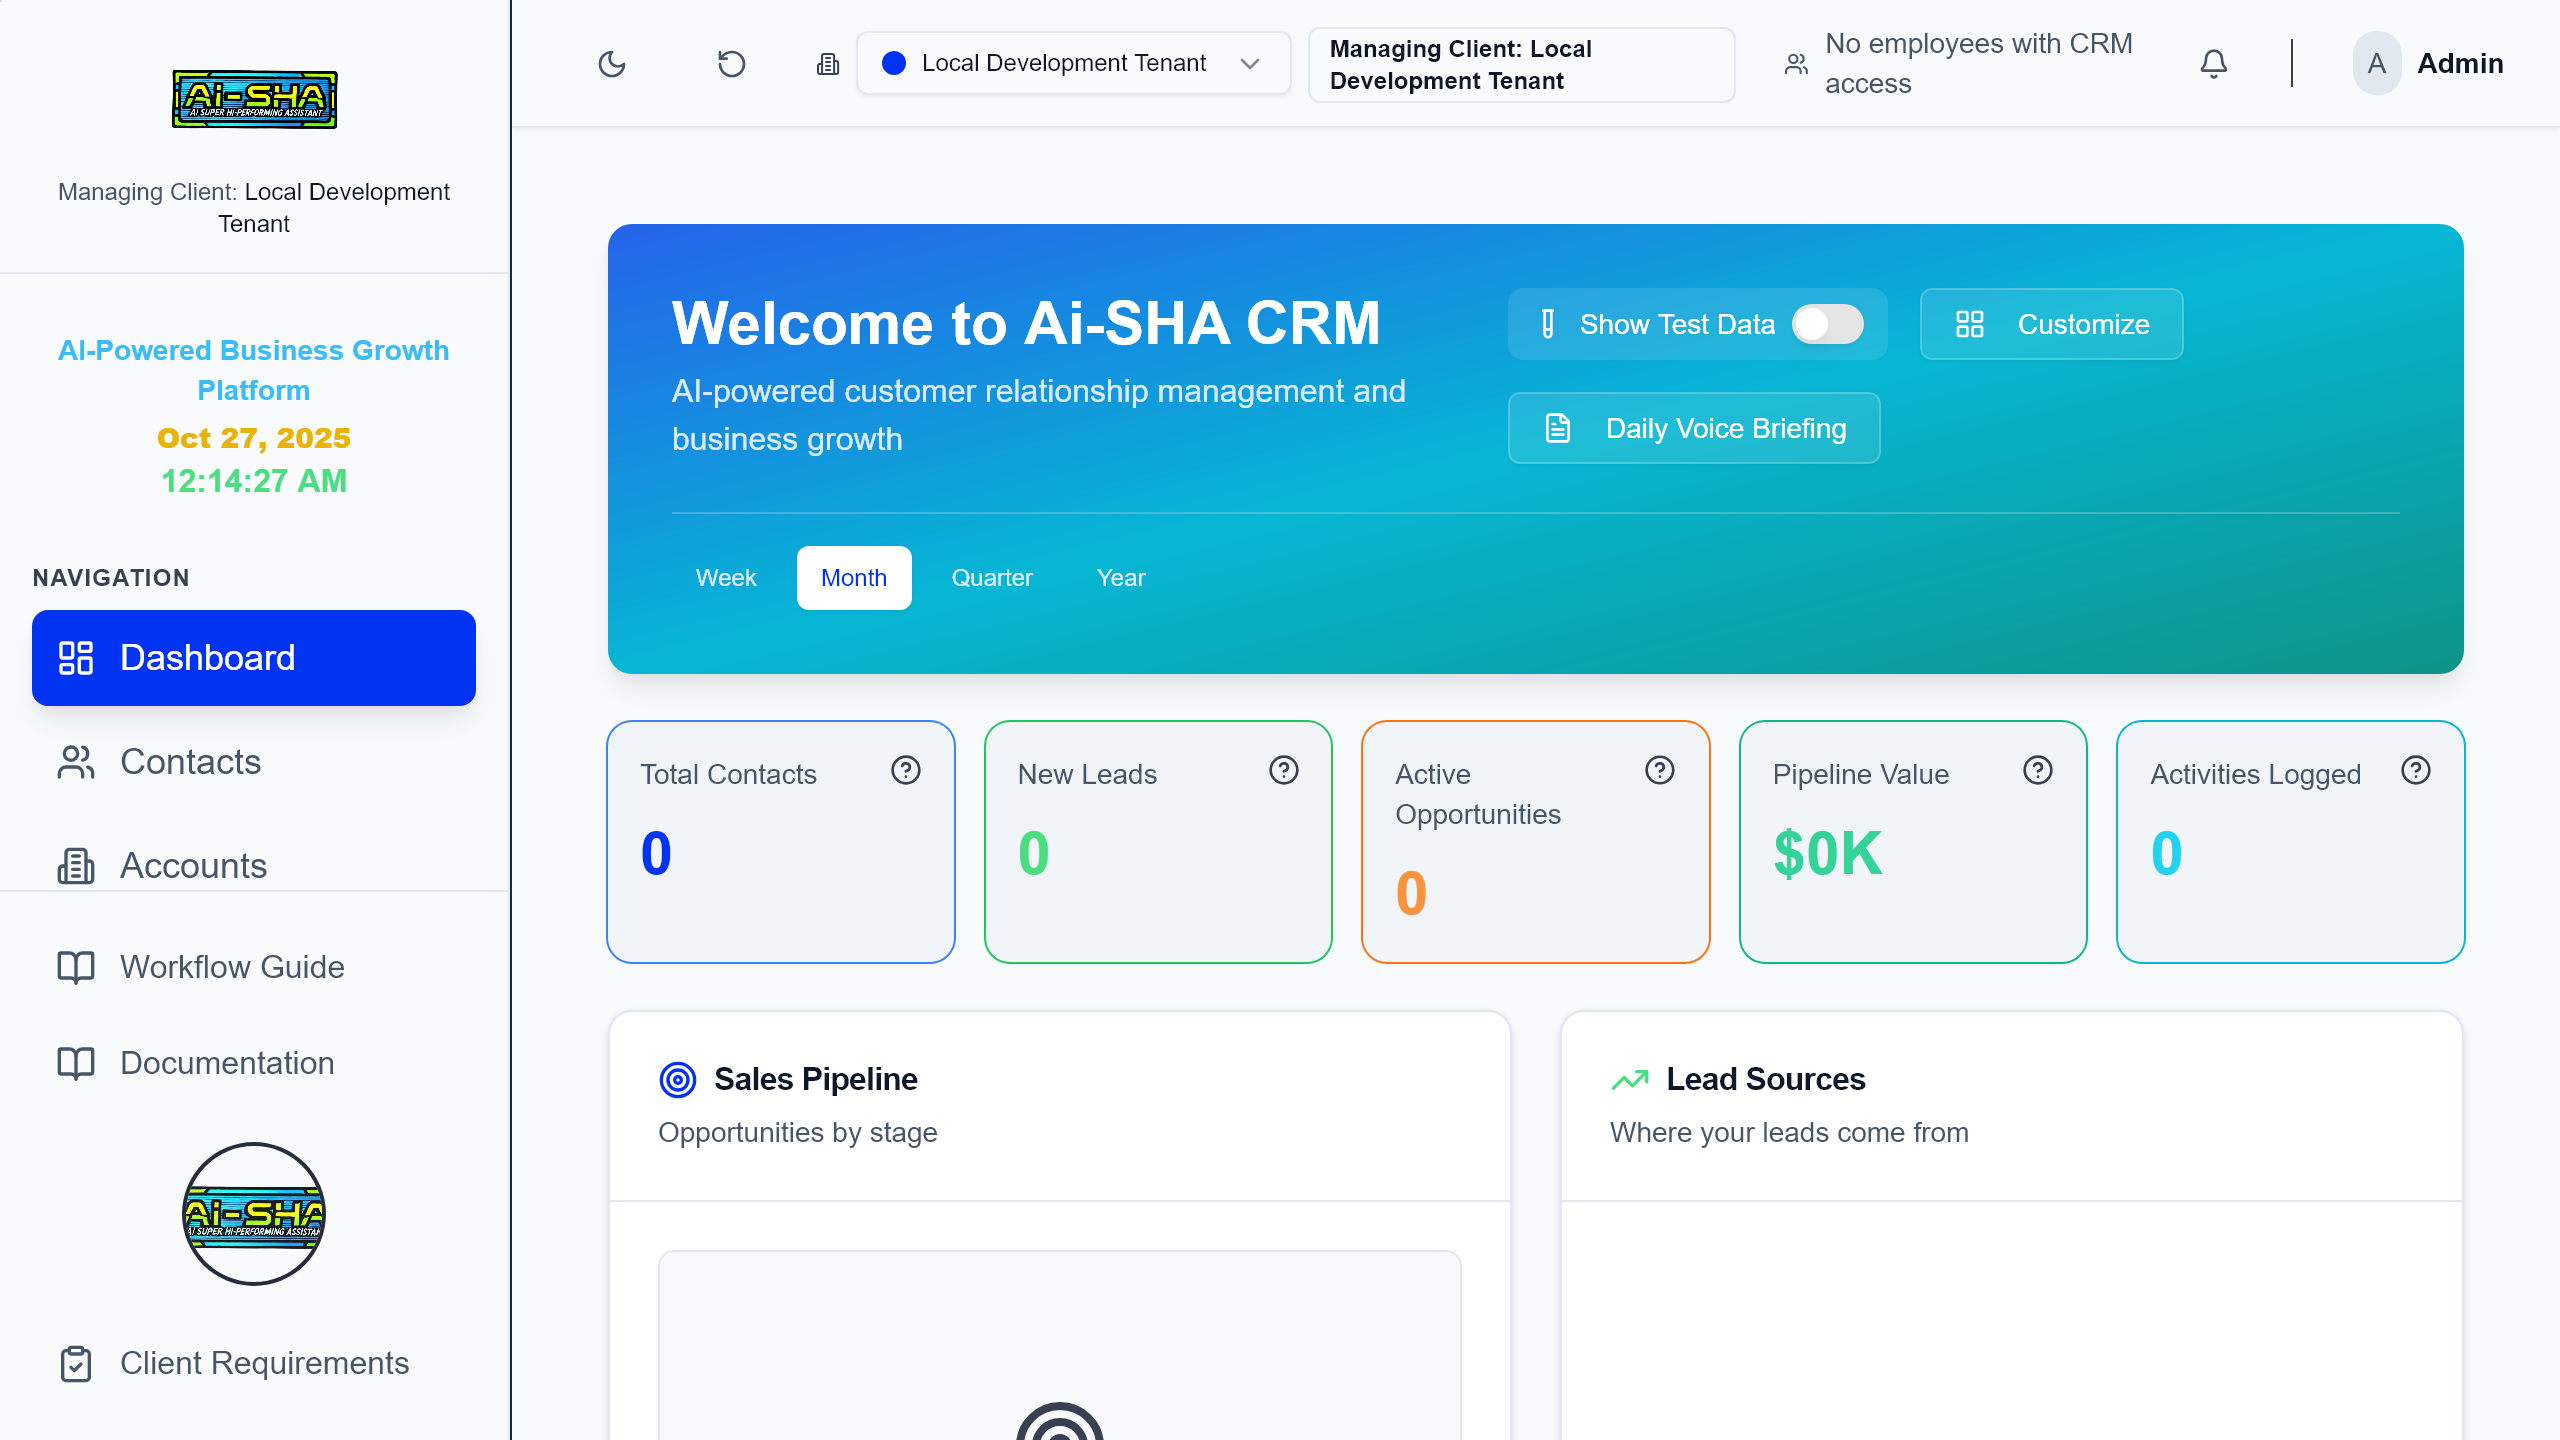 Ai-SHA
AI SUPER HI-PERFORMING ASSISTANT
Managing Client: Local Development
Tenant
AI-Powered Business Growth
Platform
Oct 27, 2025
12:14:27 AM
NAVIGATION
Dashboard
Contacts
Accounts
Workflow Guide
Documentation
Ai-SHA
AI SUPER HI-PERFORMING ASSISTAN
Client Requirements
Local Development Tenant
Managing Client: Local
Development Tenant
No employees with CRM
access
A
Admin
Welcome to Ai-SHA CRM
AI-powered customer relationship management and
business growth
Show Test Data
Customize
Daily Voice Briefing
Week
Month
Quarter
Year
Total Contacts
0
New Leads
0
Active
Opportunities
0
Pipeline Value
$0K
Activities Logged
0
Sales Pipeline
Opportunities by stage
Lead Sources
Where your leads come from